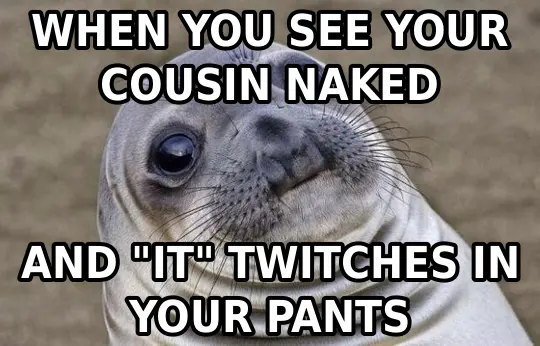 WHEN YOU SEE YOUR
COUSIN NAKED
AND "IT" TWITCHES IN
YOUR PANTS